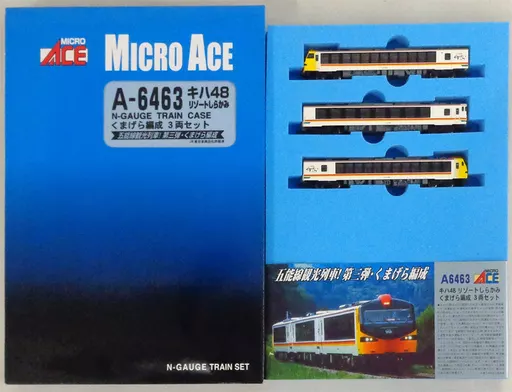 MICRO
ACE
MICRO ACE
A-6463 キハ48
リゾートしらかみ
N-GAUGE TRAIN CASE
くまげら編成 3両セット
五能線観光列車!第三弾・くまげら編成
N-GAUGE TRAIN SET
五能線観光列車!第三弾・くまげら編成
A6463
MICRO
ACE
キハ48 リゾートしらかみ
くまげら編成 3両セット